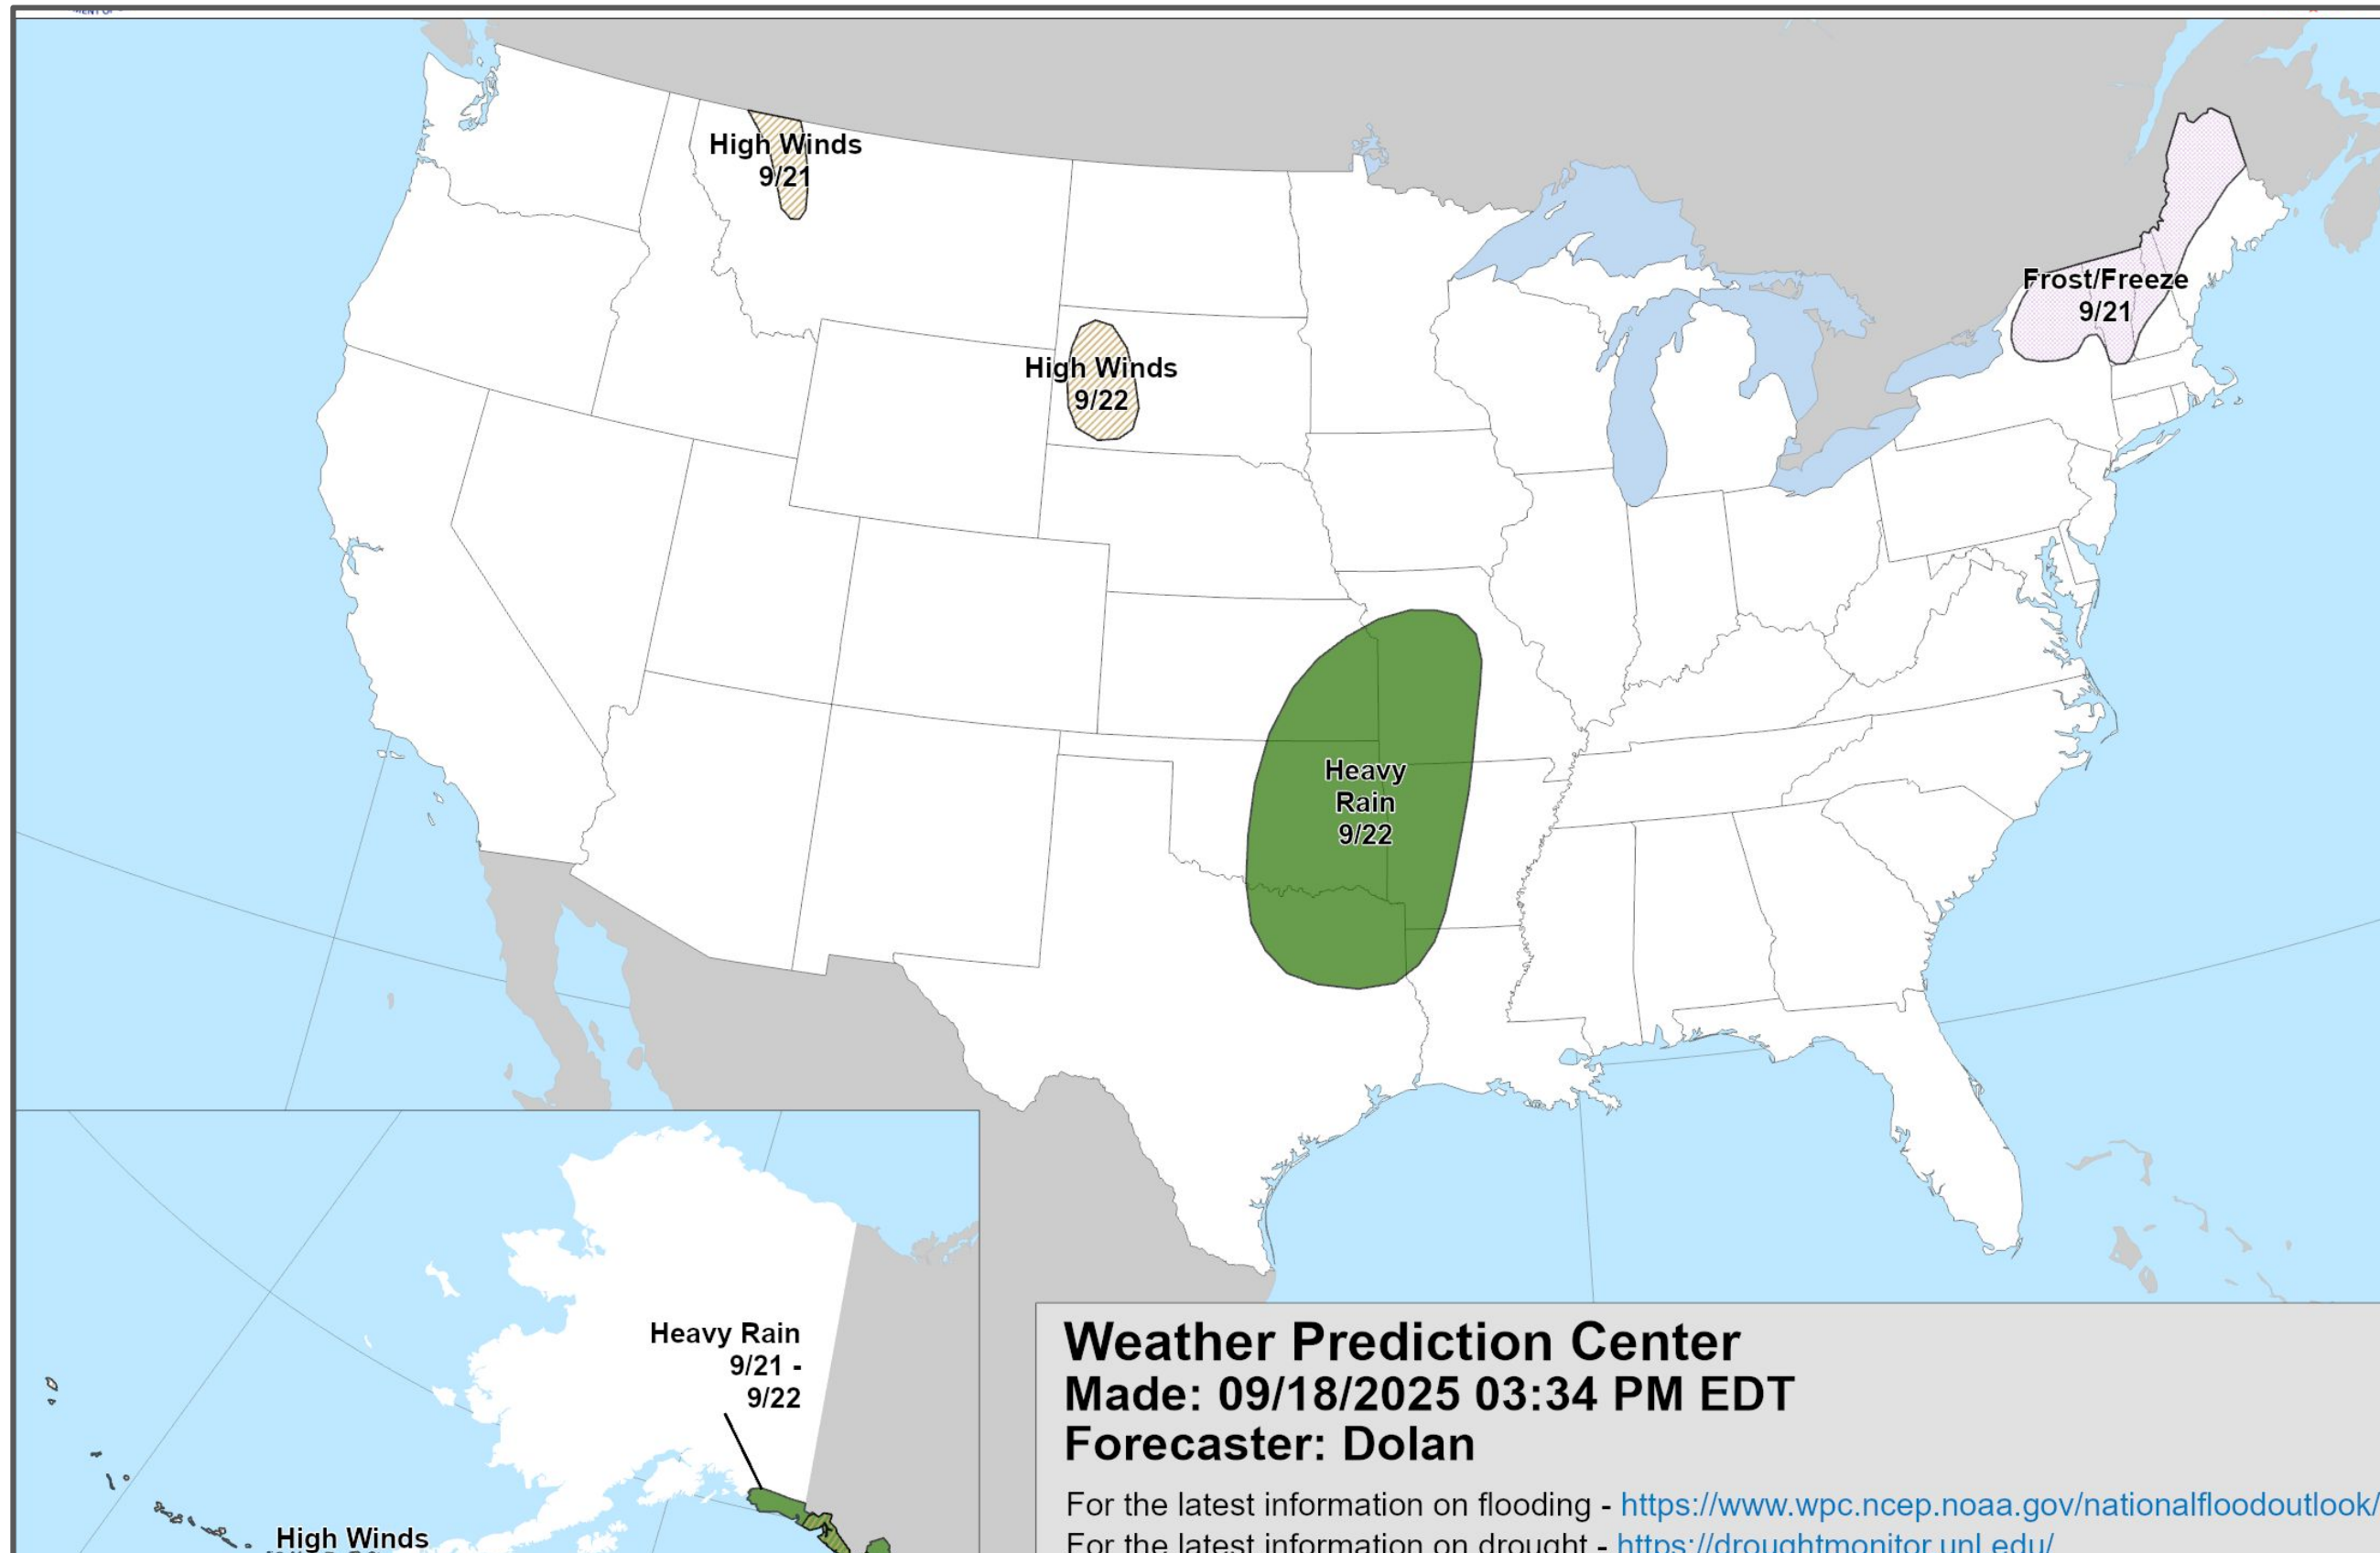 High Winds
9/21
Frost/Freeze
9/21
High Winds
9/22
Heavy
Rain
9/22
Heavy Rain
9/21 -
9/22
High Winds
Weather Prediction Center
Made: 09/18/2025 03:34 PM EDT
Forecaster: Dolan
For the latest information on flooding - https://www.wpc.ncep.noaa.gov/nationalfloodoutlook/
For the latest information on drought - https://droughtmonitor.unl.edu/